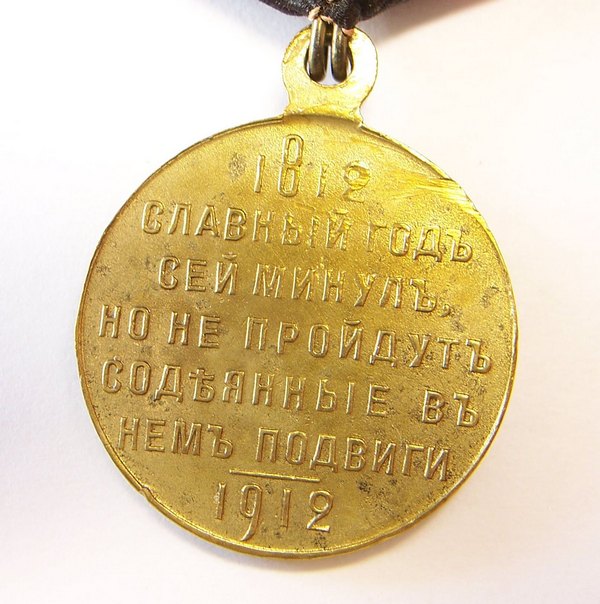 1812
СЛАВНЫЙ ГОДЪ
СЕЙ МИНУЛЪ,
НО НЕ ПРОЙДУТЪ
СОДѢЯННЫЕ ВЪ
НЕМЪ ПОДВИГИ
1912